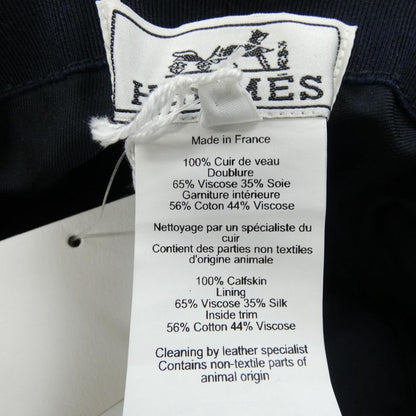 HERMES
Made in France
100% Cuir de veau
Doublure
65% Viscose 35% Soie
Garniture intérieure
56% Coton 44% Viscose
Nettoyage par un spécialiste du
cuir
Contient des parties non textiles
d'origine animale
100% Calfskin
Lining
65% Viscose 35% Silk
Inside trim
56% Cotton 44% Viscose
Cleaning by leather specialist
Contains non-textile parts of
animal origin